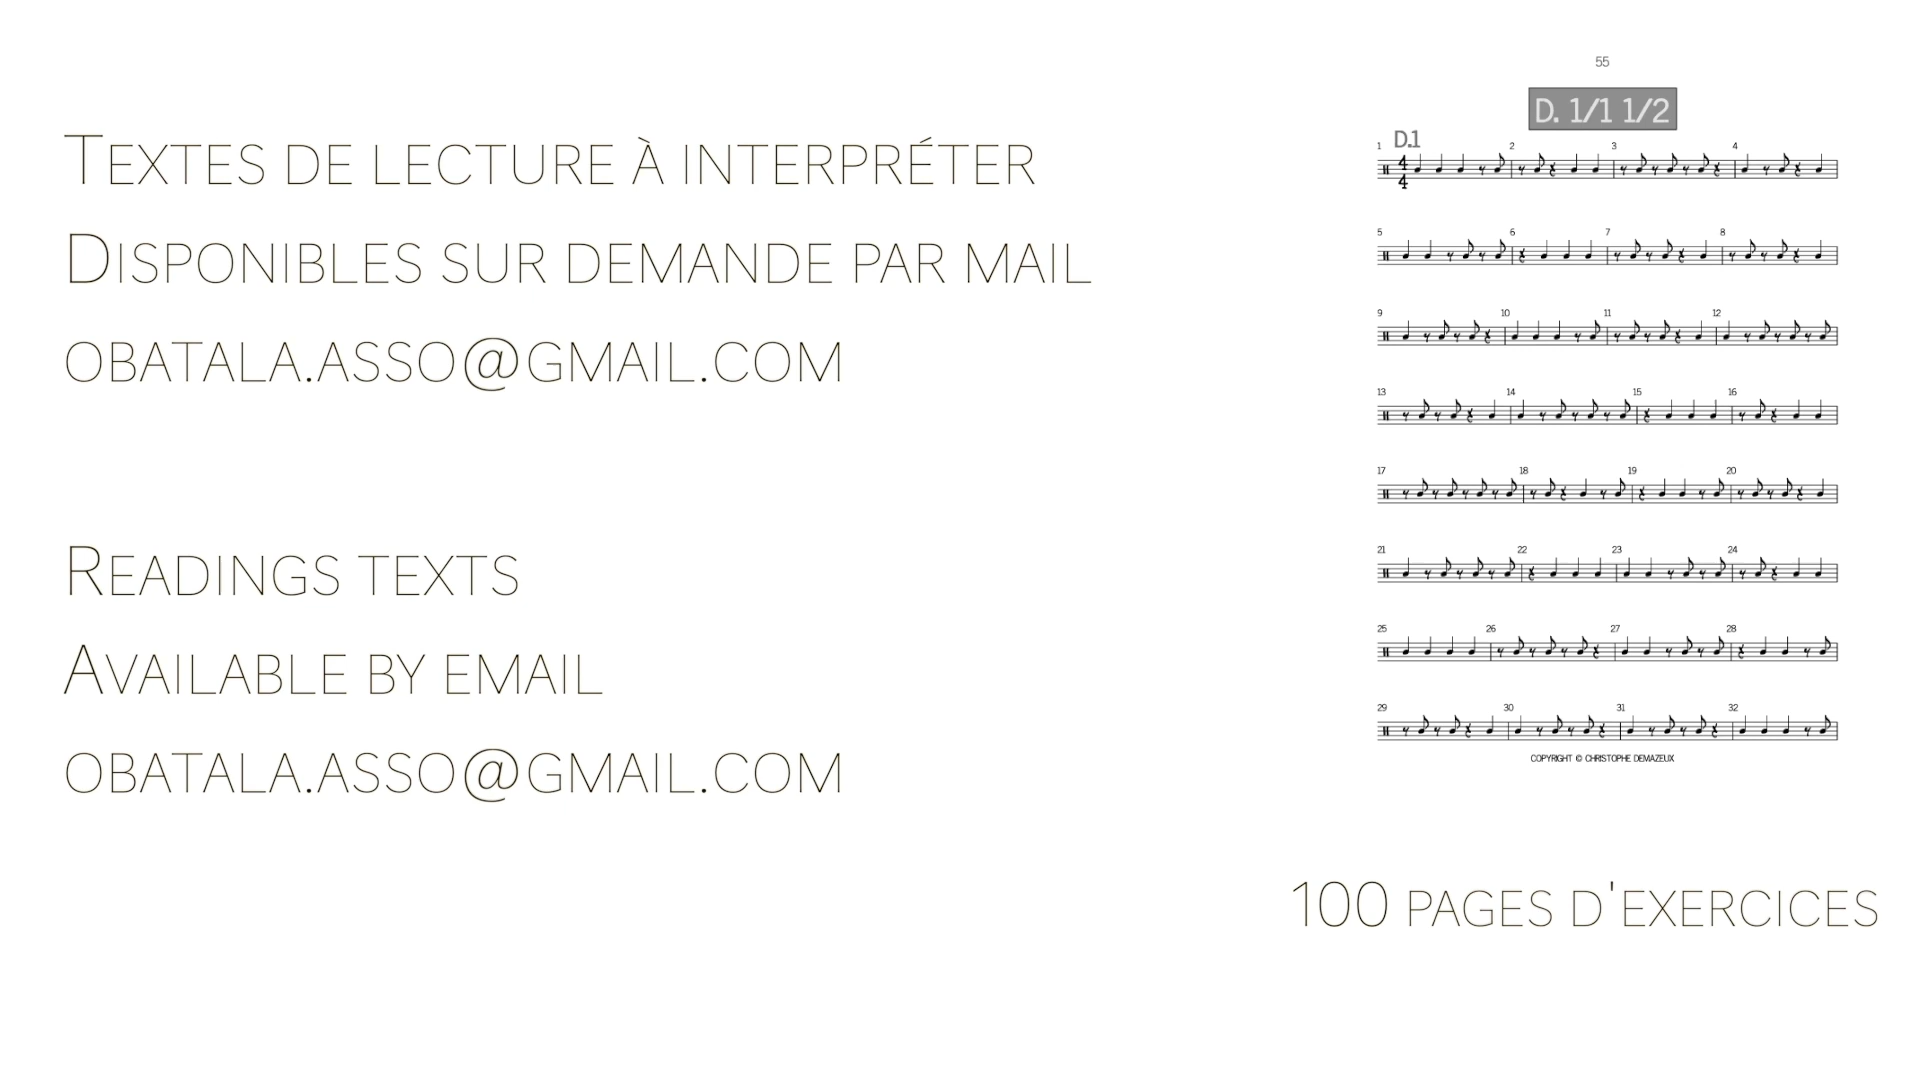 Textes de lecture à interpréter
Disponibles sur demande par mail
obatala.asso@gmail.com
Readings texts
Available by email
obatala.asso@gmail.com
55
D. 1/1 1/2
D.1
4
4
1 2 3 4
5 6 7 8
9 10 11 12
13 14 15 16
17 18 19 20
21 22 23 24
25 26 27 28
29 30 31 32
COPYRIGHT © CHRISTOPHE DEMAZEUX
100 pages d'exercices